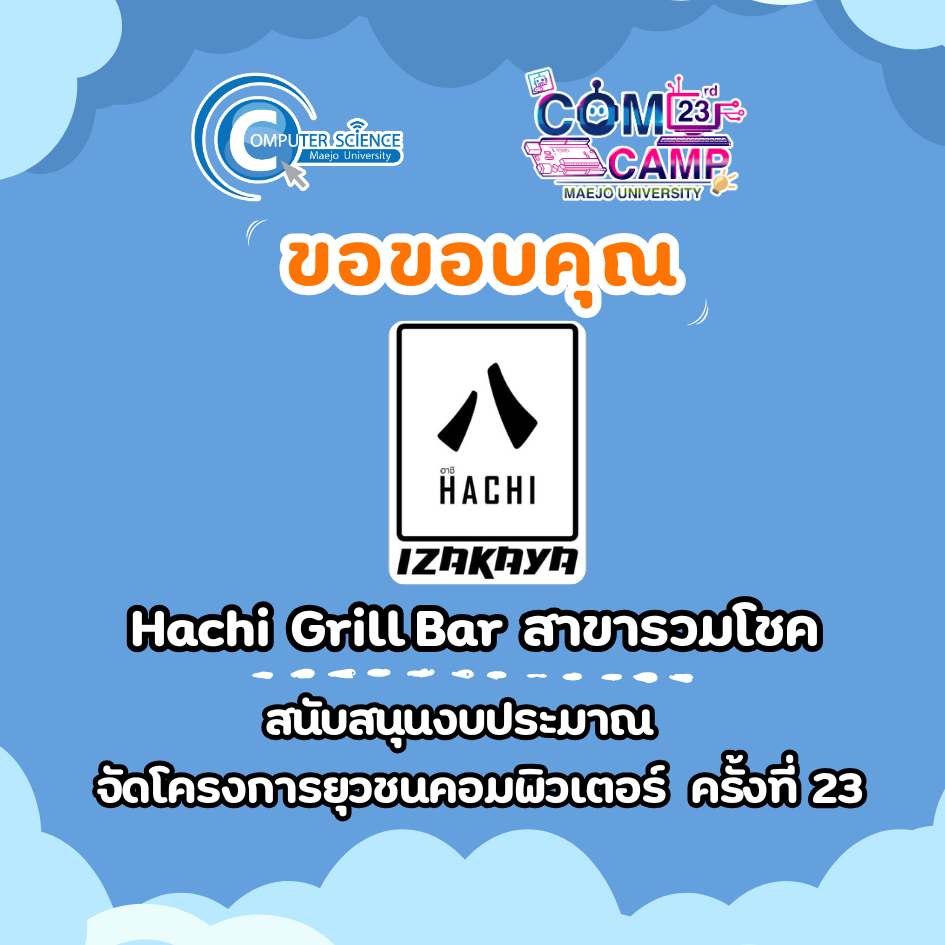 COMPUTER SCIENCE
Maejo University
COM 23rd
CAMP
MAEJO UNIVERSITY
ขอขอบคุณ
ฮาชิ
HACHI
IZAKAYA
Hachi Grill Bar สาขารวมโชค
สนับสนุนงบประมาณ
จัดโครงการยุวชนคอมพิวเตอร์ ครั้งที่ 23